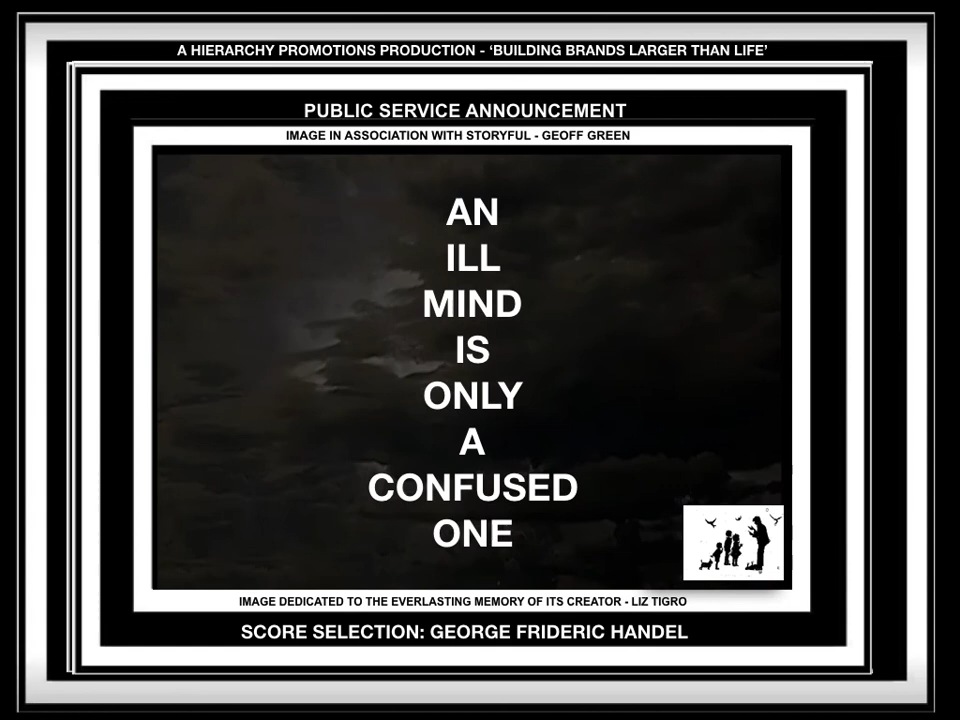 A HIERARCHY PROMOTIONS PRODUCTION - ‘BUILDING BRANDS LARGER THAN LIFE’
PUBLIC SERVICE ANNOUNCEMENT
IMAGE IN ASSOCIATION WITH STORYFUL - GEOFF GREEN
AN
ILL
MIND
IS
ONLY
A
CONFUSED
ONE
IMAGE DEDICATED TO THE EVERLASTING MEMORY OF ITS CREATOR - LIZ TIGRO
SCORE SELECTION: GEORGE FRIDERIC HANDEL